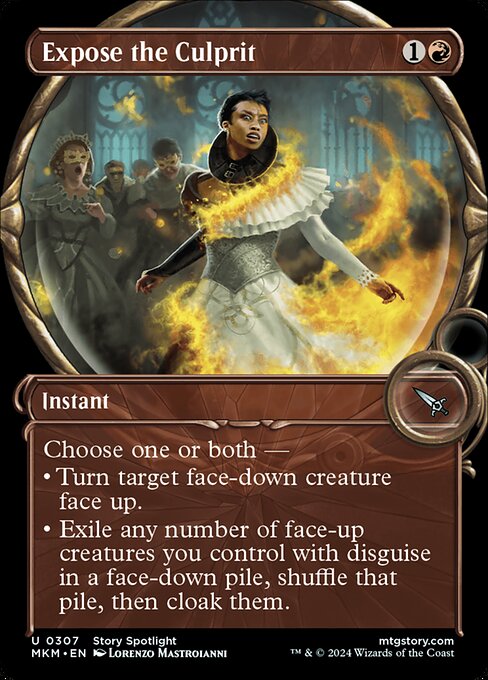 Expose the Culprit 1
Instant
Choose one or both —
• Turn target face-down creature
face up.
• Exile any number of face-up
creatures you control with disguise
in a face-down pile, shuffle that
pile, then cloak them.
U 0307 Story Spotlight mtgstory.com
MKM • EN Lorenzo Mastroianni ™ & © 2024 Wizards of the Coast